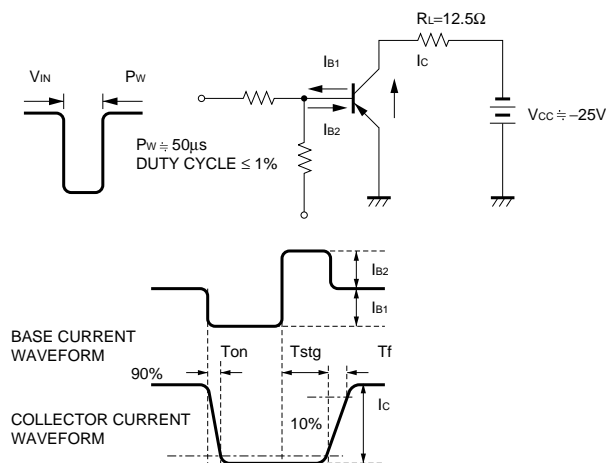 RL=12.5Ω
IB1
IC
VIN
PW
IB2
VCC ≒ –25V
PW ≒ 50μs
DUTY CYCLE ≤ 1%
IB2
IB1
BASE CURRENT
WAVEFORM
Ton
Tstg
Tf
90%
IC
COLLECTOR CURRENT
WAVEFORM
10%